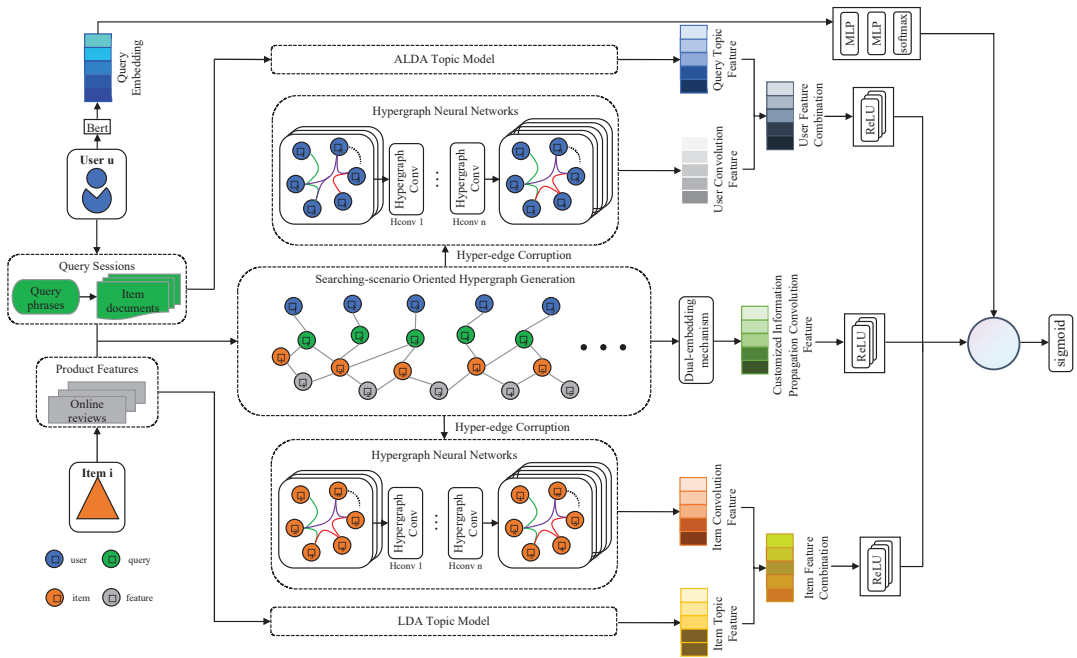 Query
Embedding
Bert
User u
ALDA Topic Model
Query Topic
Feature
MLP
MLP
softmax
Hypergraph Neural Networks
Hypergraph
Conv
...
Hypergraph
Conv
Hconv 1
Hconv n
User Convolution
Feature
User Feature
Combination
ReLU
Hyper-edge Corruption
Query Sessions
Query
phrases
Item
documents
Searching-scenario Oriented Hypergraph Generation
Dual-embedding
mechanism
Customized Information
Propagation Convolution
Feature
ReLU
sigmoid
Product Features
Online
reviews
Hyper-edge Corruption
Item i
Hypergraph Neural Networks
Hypergraph
Conv
...
Hypergraph
Conv
Hconv 1
Hconv n
Item Convolution
Feature
Item Feature
Combination
ReLU
user
query
item
feature
LDA Topic Model
Item Topic
Feature